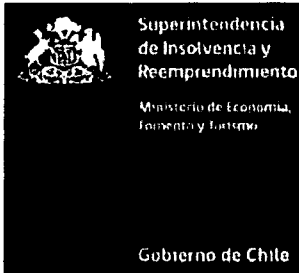 Superintendencia
de Insolvencia y
Reemprendimiento
Ministerio de Economía,
Fomento y Turismo
Gobierno de Chile